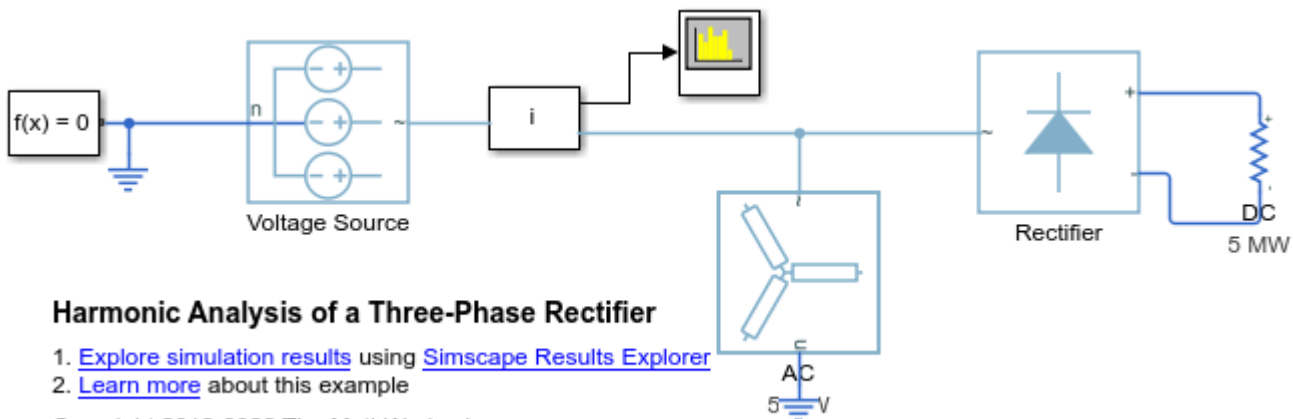 f(x) = 0
n
~
Voltage Source
i
~
~
+
-
Rectifier
+
-
DC
5 MW
n
AC
5 V
Harmonic Analysis of a Three-Phase Rectifier
1. Explore simulation results using Simscape Results Explorer
2. Learn more about this example